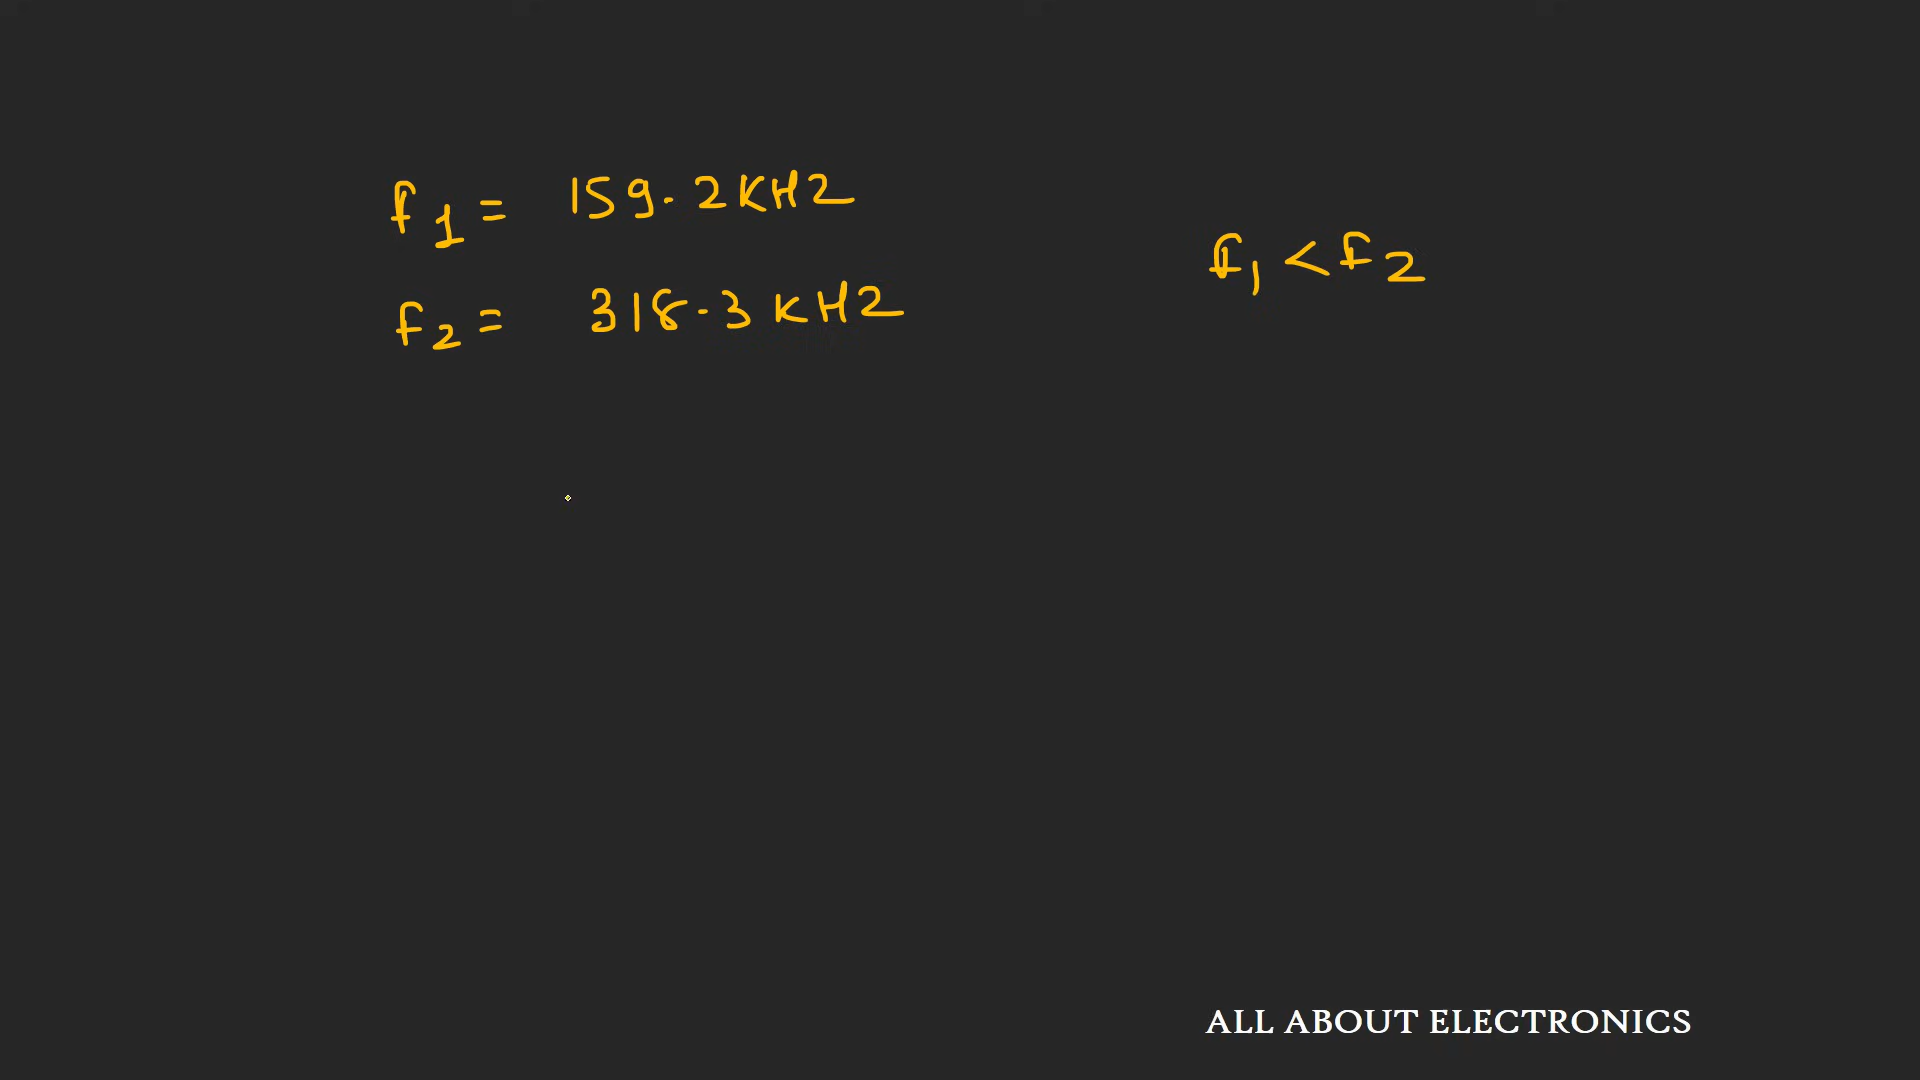 f1 = 159.2 KHz
f1 < f2
f2 = 318.3 KHz
ALL ABOUT ELECTRONICS